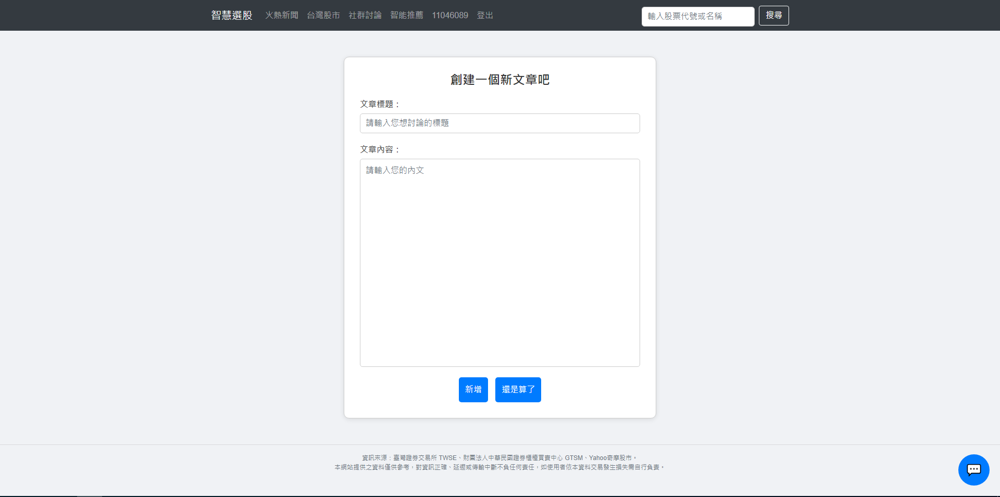 智慧選股 火熱新聞 台灣股市 社群討論 智能推薦 11046089 登出 輸入股票代號或名稱 搜尋
創建一個新文章吧
文章標題：
請輸入您想討論的標題
文章內容：
請輸入您的內文
新增 還是算了
資訊來源：臺灣證券交易所 TWSE、財團法人中華民國證券櫃檯買賣中心 GTSM、Yahoo奇摩股市。
本網站提供之資料僅供參考，對資訊正確、延遲或傳輸中斷不負任何責任，如使用者依本資料交易發生損失需自行負責。